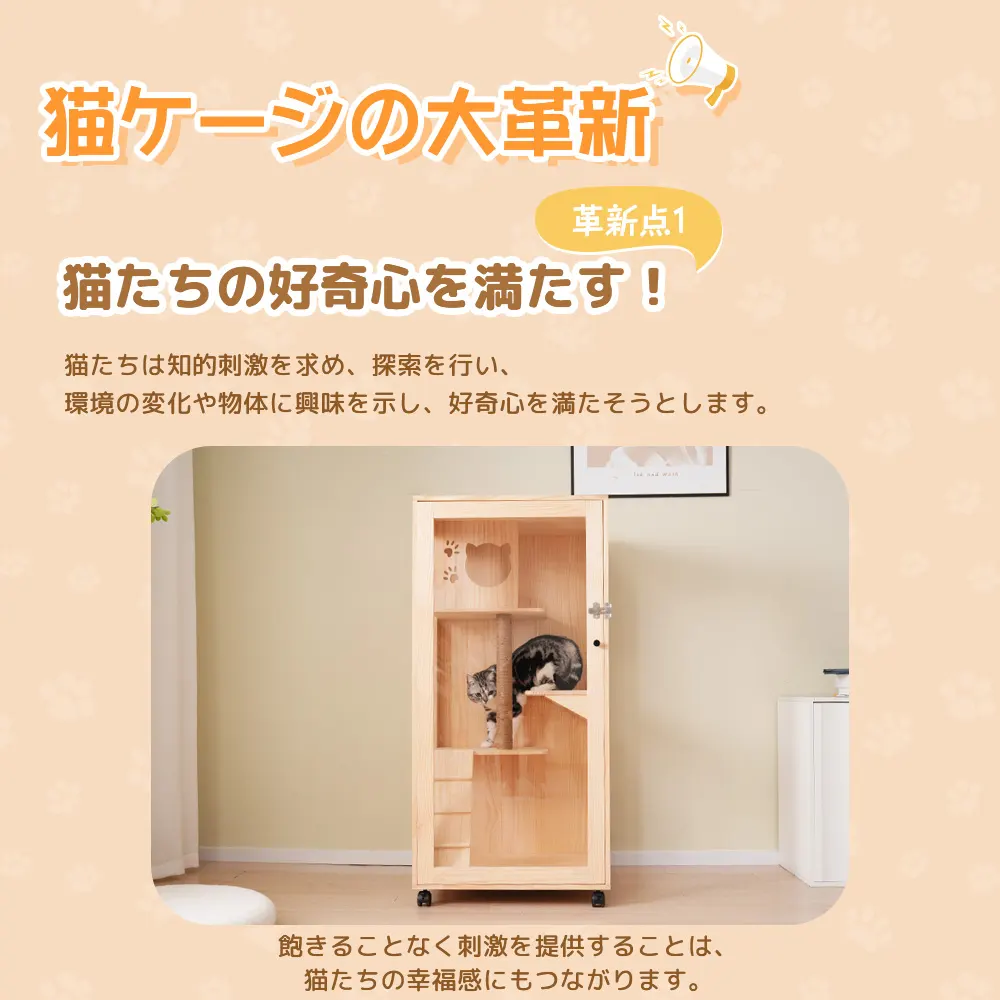 猫ケージの大革新
革新点1
猫たちの好奇心を満たす！
猫たちは知的刺激を求め、探索を行い、
環境の変化や物体に興味を示し、好奇心を満たそうとします。
飽きることなく刺激を提供することは、
猫たちの幸福感にもつながります。